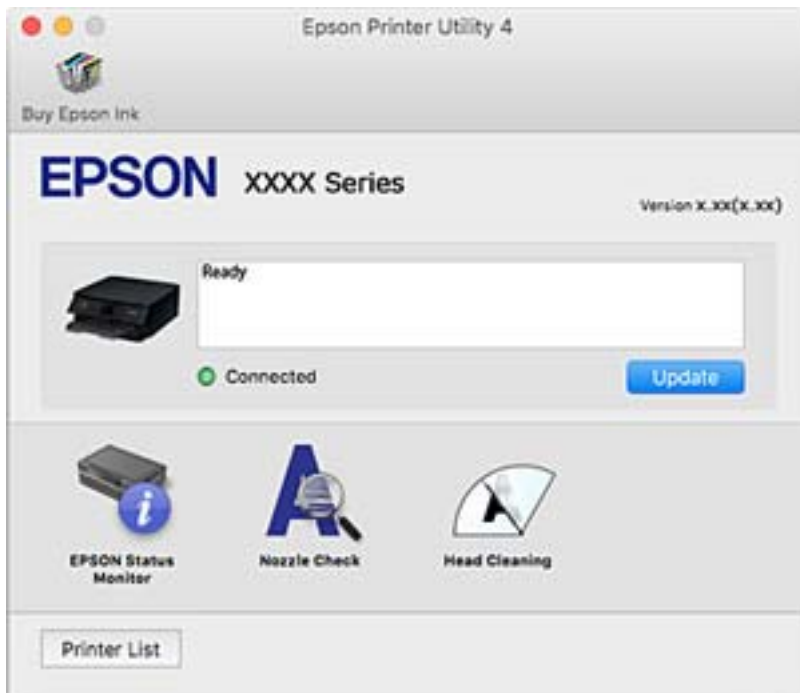 Epson Printer Utility 4
Buy Epson Ink
EPSON XXXX Series
Version X.XX(X.XX)
Ready
Connected
Update
EPSON Status
Monitor
Nozzle Check
Head Cleaning
Printer List